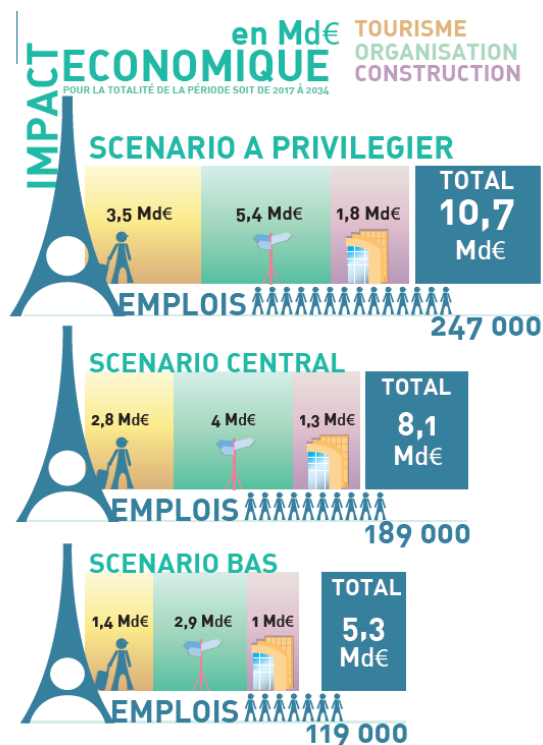 IMPACT
ECONOMIQUE
en Md€
POUR LA TOTALITÉ DE LA PÉRIODE SOIT DE 2017 À 2034
TOURISME
ORGANISATION
CONSTRUCTION
SCENARIO A PRIVILEGIER
3,5 Md€
5,4 Md€
1,8 Md€
TOTAL
10,7
Md€
EMPLOIS
247 000
SCENARIO CENTRAL
2,8 Md€
4 Md€
1,3 Md€
TOTAL
8,1
Md€
EMPLOIS
189 000
SCENARIO BAS
1,4 Md€
2,9 Md€
1 Md€
TOTAL
5,3
Md€
EMPLOIS
119 000